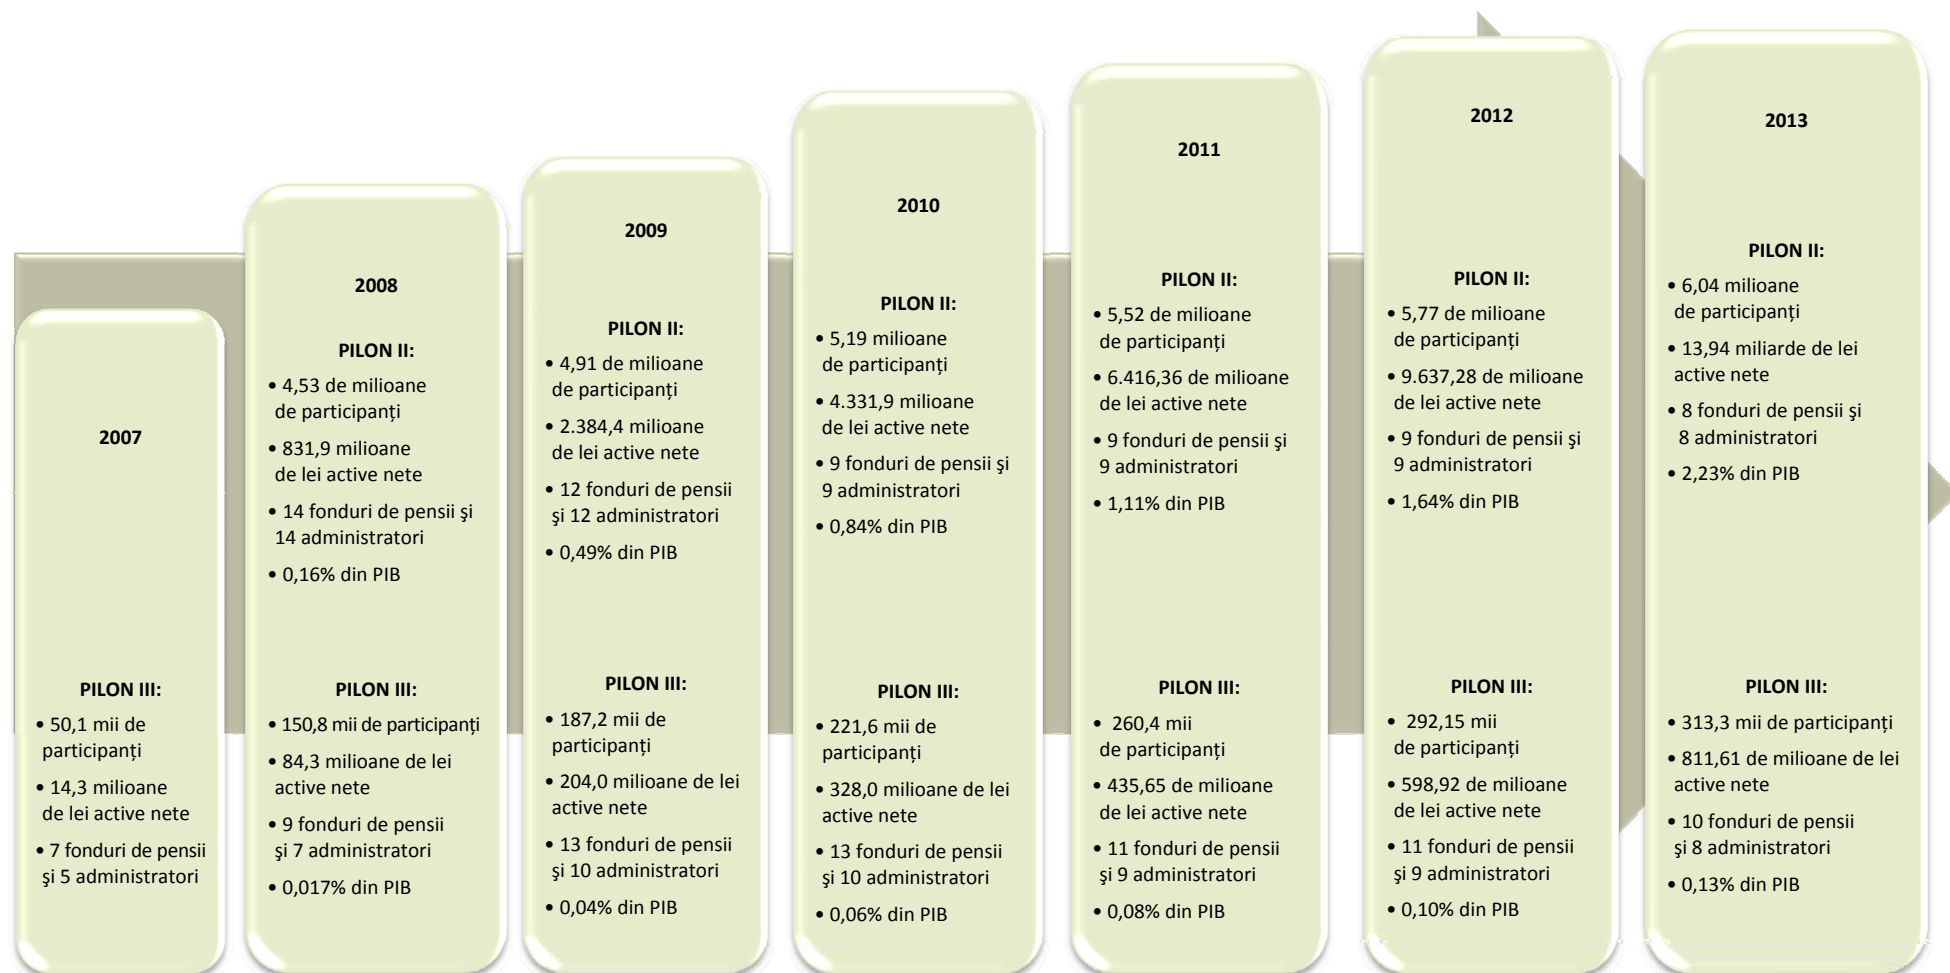 2007
PILON III:
• 50,1 mii de
participanți
• 14,3 milioane
de lei active nete
• 7 fonduri de pensii
şi 5 administratori
2008
PILON II:
• 4,53 de milioane
de participanți
• 831,9 milioane
de lei active nete
• 14 fonduri de pensii şi
14 administratori
• 0,16% din PIB
PILON III:
• 150,8 mii de participanți
• 84,3 milioane de lei
active nete
• 9 fonduri de pensii
şi 7 administratori
• 0,017% din PIB
2009
PILON II:
• 4,91 de milioane
de participanți
• 2.384,4 milioane
de lei active nete
• 12 fonduri de pensii
şi 12 administratori
• 0,49% din PIB
PILON III:
• 187,2 mii de
participanți
• 204,0 milioane de lei
active nete
• 13 fonduri de pensii
şi 10 administratori
• 0,04% din PIB
2010
PILON II:
• 5,19 milioane
de participanți
• 4.331,9 milioane
de lei active nete
• 9 fonduri de pensii şi
9 administratori
• 0,84% din PIB
PILON III:
• 221,6 mii de
participanți
• 328,0 milioane de lei
active nete
• 13 fonduri de pensii
şi 10 administratori
• 0,06% din PIB
2011
PILON II:
• 5,52 de milioane
de participanți
• 6.416,36 de milioane
de lei active nete
• 9 fonduri de pensii şi
9 administratori
• 1,11% din PIB
PILON III:
• 260,4 mii
de participanți
• 435,65 de milioane
de lei active nete
• 11 fonduri de pensii
şi 9 administratori
• 0,08% din PIB
2012
PILON II:
• 5,77 de milioane
de participanți
• 9.637,28 de milioane
de lei active nete
• 9 fonduri de pensii şi
9 administratori
• 1,64% din PIB
PILON III:
• 292,15 mii
de participanți
• 598,92 de milioane
de lei active nete
• 11 fonduri de pensii
şi 9 administratori
• 0,10% din PIB
2013
PILON II:
• 6,04 milioane
de participanți
• 13,94 miliarde de lei
active nete
• 8 fonduri de pensii şi
8 administratori
• 2,23% din PIB
PILON III:
• 313,3 mii de participanți
• 811,61 de milioane de lei
active nete
• 10 fonduri de pensii
şi 8 administratori
• 0,13% din PIB